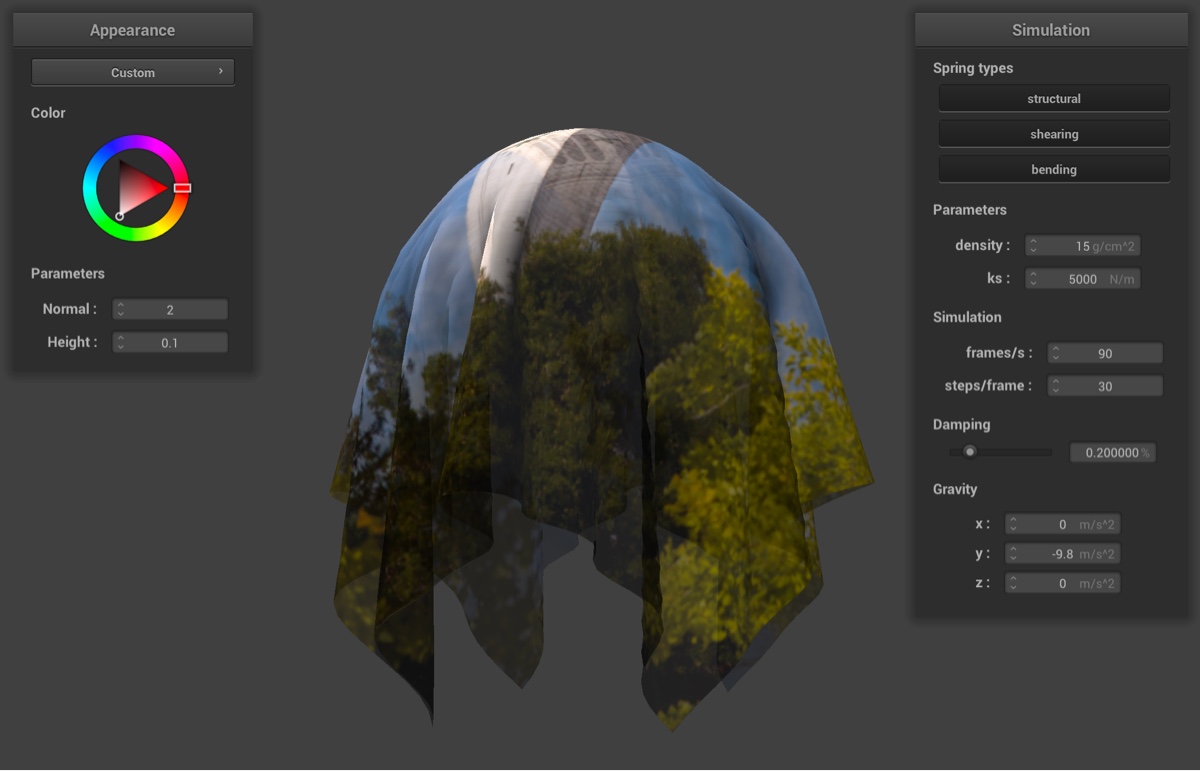 Appearance
Custom ›
Color
Parameters
Normal : 2
Height : 0.1
Simulation
Spring types
structural
shearing
bending
Parameters
density : 15 g/cm^2
ks : 5000 N/m
Simulation
frames/s : 90
steps/frame : 30
Damping
0.200000 %
Gravity
x : 0 m/s^2
y : -9.8 m/s^2
z : 0 m/s^2